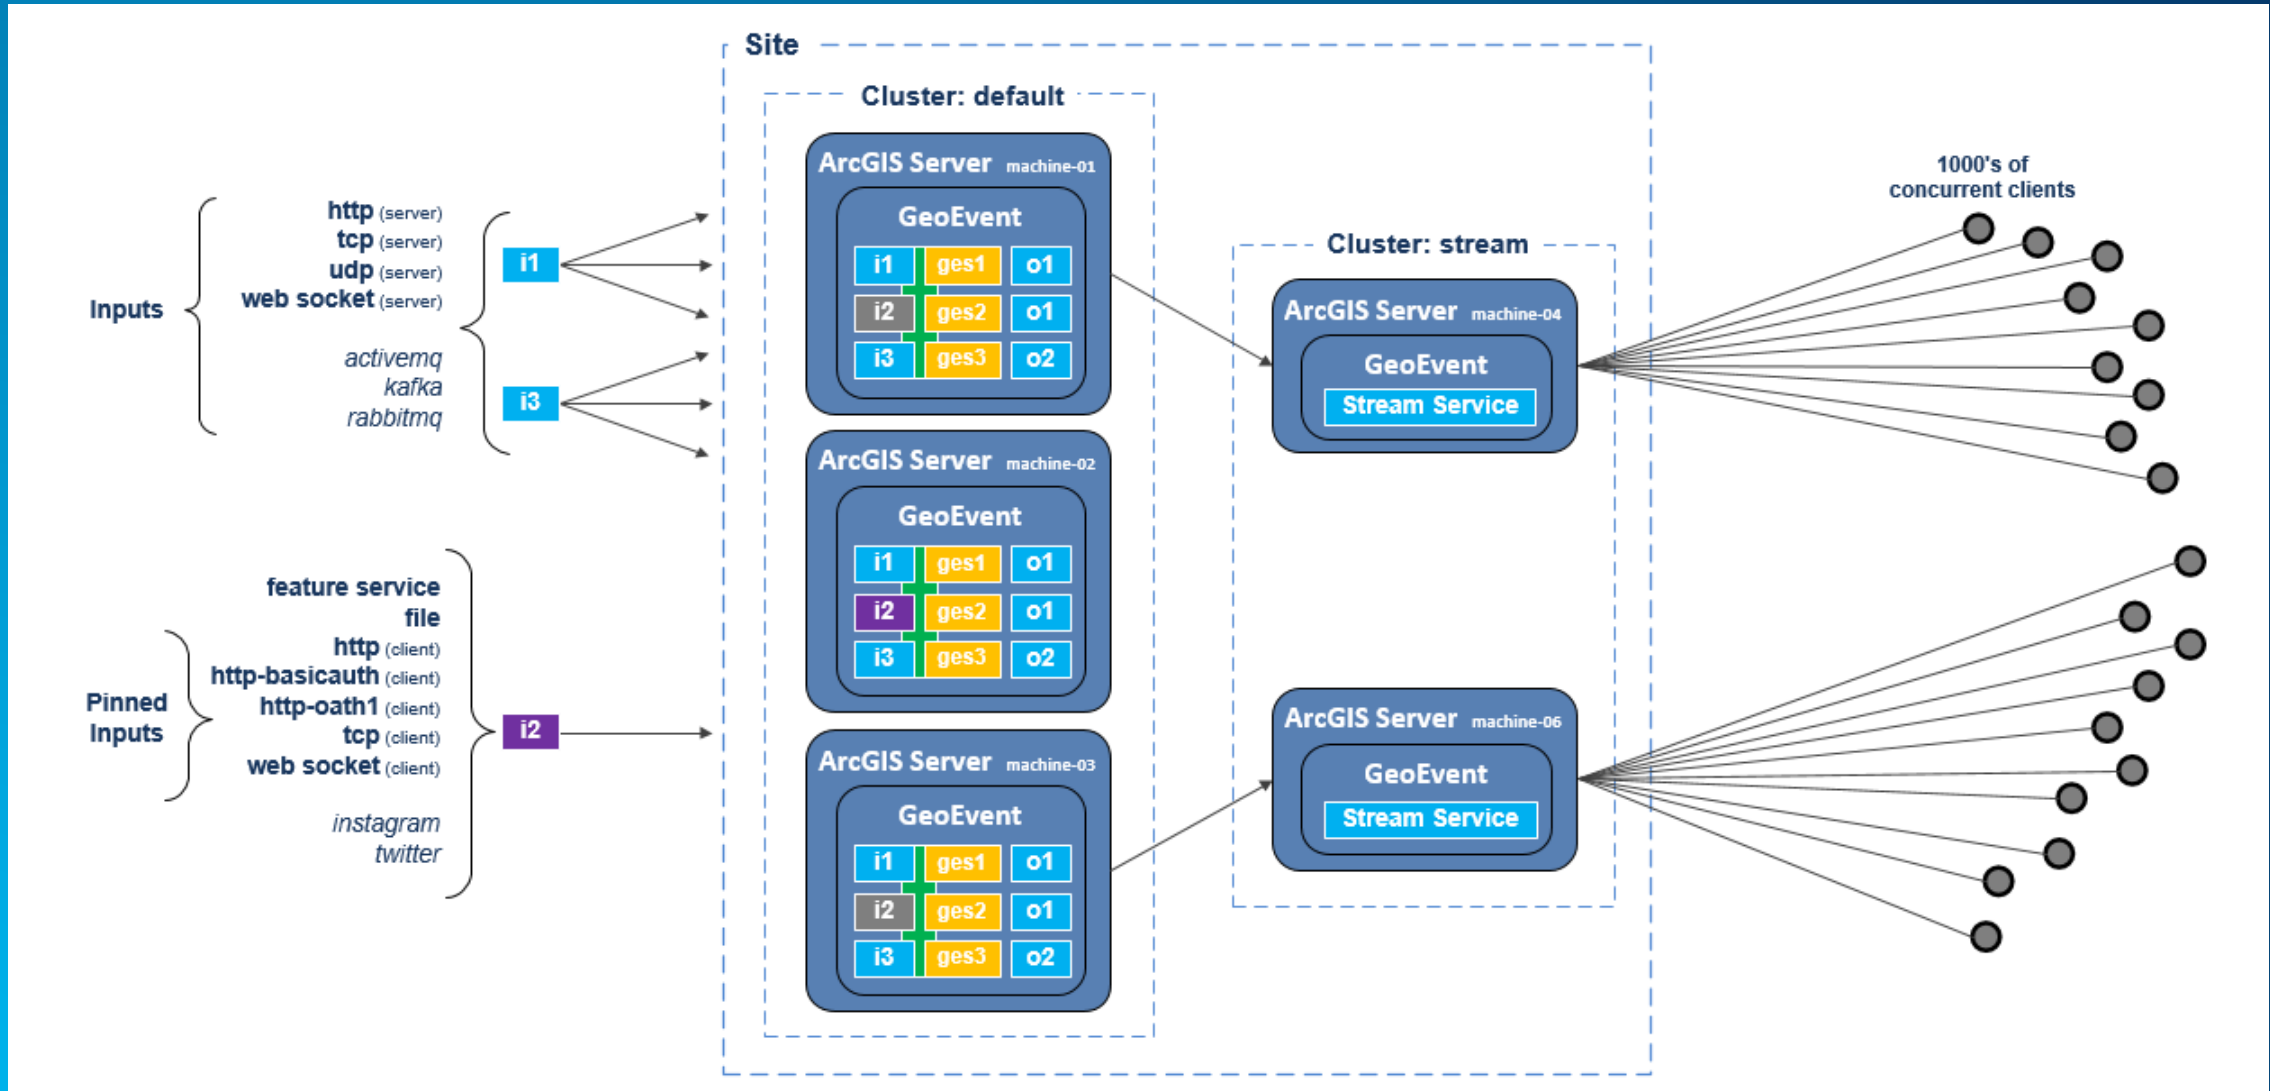 Site
Cluster: default
ArcGIS Server machine-01
GeoEvent
i1 ges1 o1
i2 ges2 o1
i3 ges3 o2
ArcGIS Server machine-02
GeoEvent
i1 ges1 o1
i2 ges2 o1
i3 ges3 o2
ArcGIS Server machine-03
GeoEvent
i1 ges1 o1
i2 ges2 o1
i3 ges3 o2
Inputs
http (server)
tcp (server)
udp (server)
web socket (server)
activemq
kafka
rabbitmq
i1
i3
Pinned
Inputs
feature service
file
http (client)
http-basicauth (client)
http-oath1 (client)
tcp (client)
web socket (client)
instagram
twitter
i2
Cluster: stream
ArcGIS Server machine-04
GeoEvent
Stream Service
ArcGIS Server machine-06
GeoEvent
Stream Service
1000's of
concurrent clients